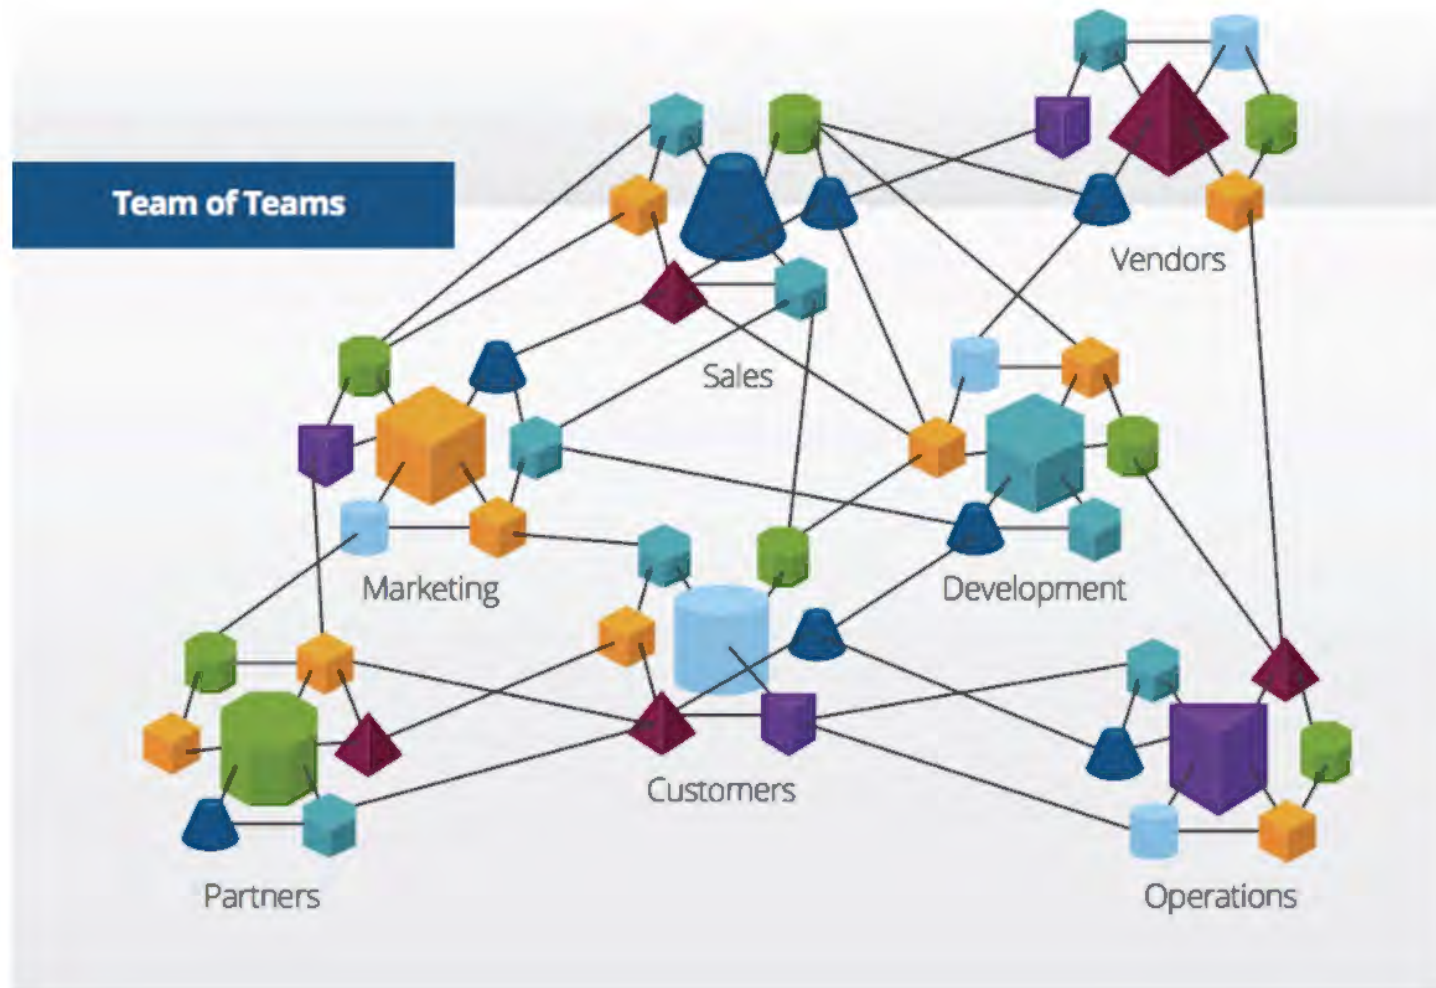 Team of Teams
Vendors
Sales
Marketing
Development
Customers
Partners
Operations